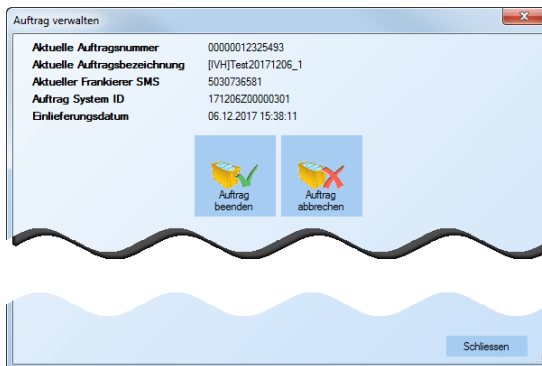 Auftrag verwalten
Aktuelle Auftragsnummer 00000012325493
Aktuelle Auftragsbezeichnung [IVH]Test20171206_1
Aktueller Frankierer SMS 5030736581
Auftrag System ID 171206Z00000301
Einlieferungsdatum 06.12.2017 15:38:11
Auftrag beenden
Auftrag abbrechen
Schliessen